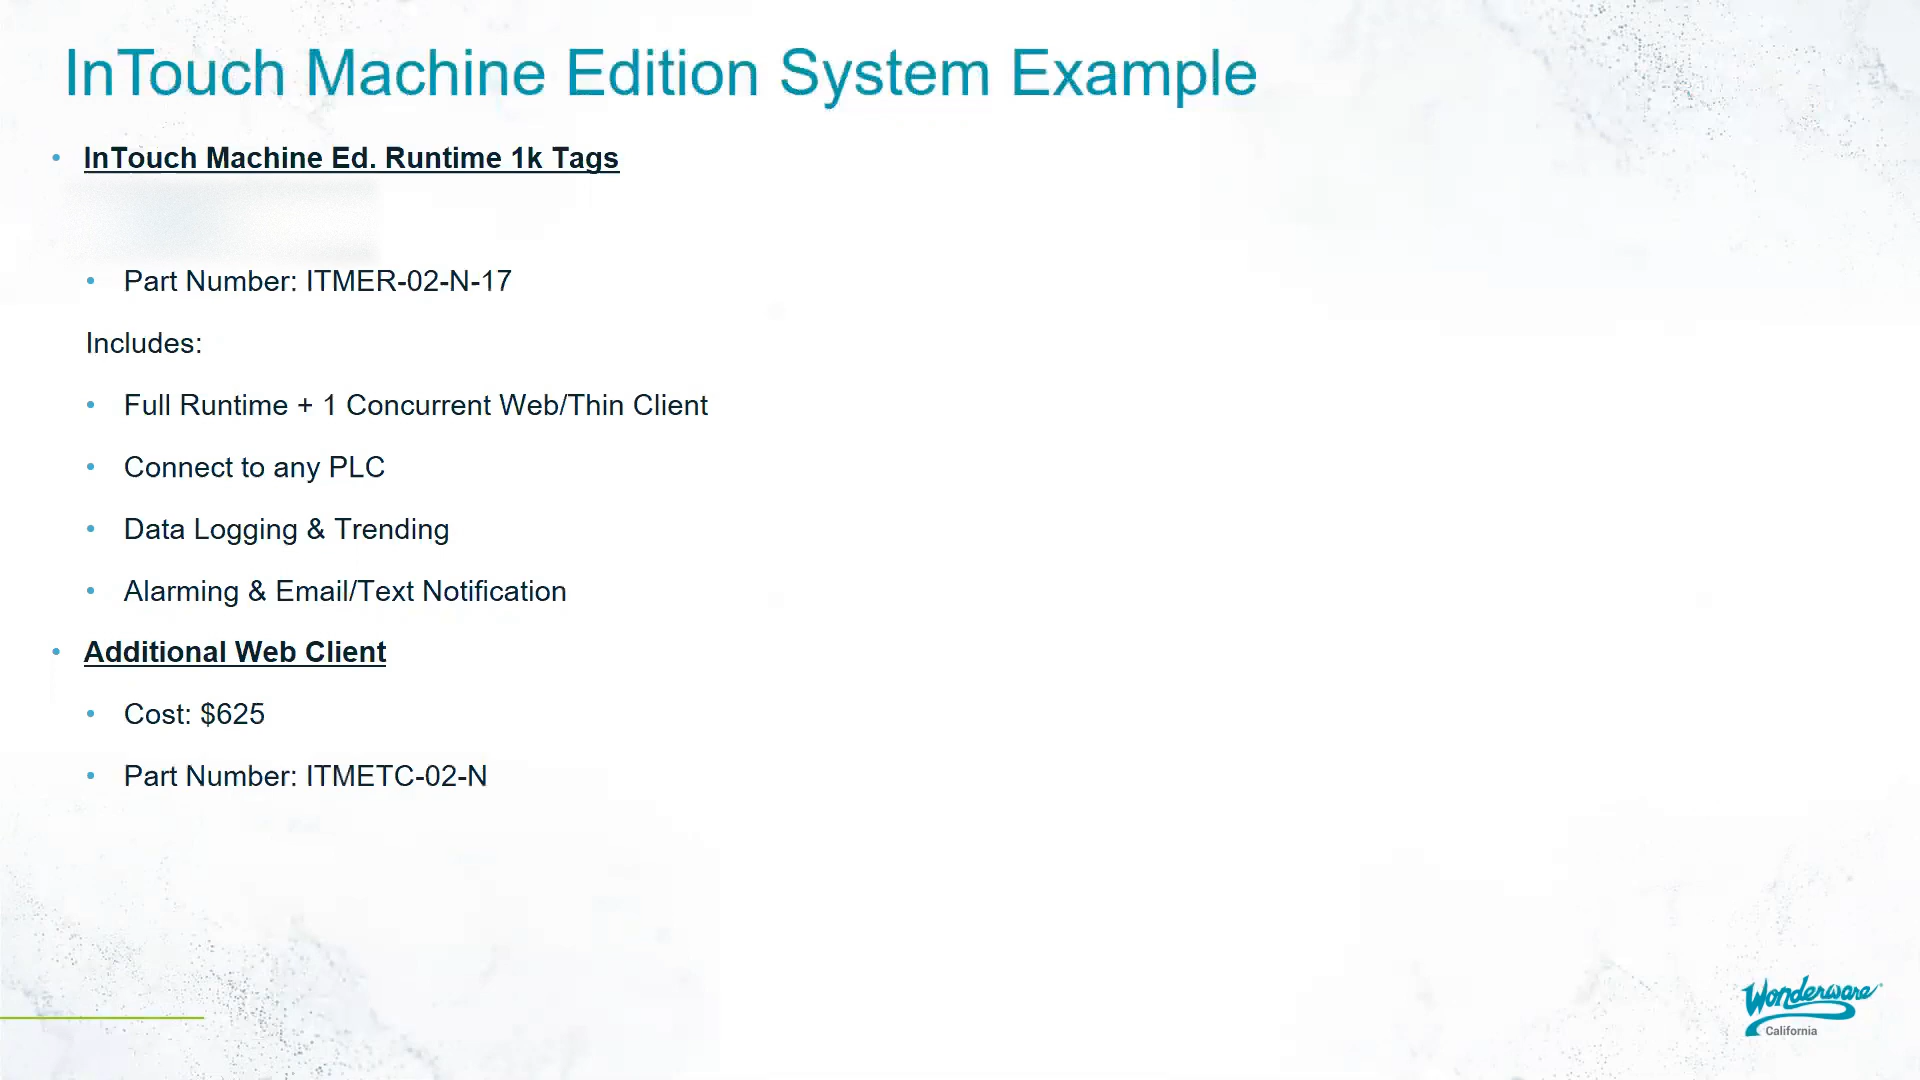 InTouch Machine Edition System Example
• InTouch Machine Ed. Runtime 1k Tags
• Part Number: ITMER-02-N-17
Includes:
• Full Runtime + 1 Concurrent Web/Thin Client
• Connect to any PLC
• Data Logging & Trending
• Alarming & Email/Text Notification
• Additional Web Client
• Cost: $625
• Part Number: ITMETC-02-N
Wonderware
California